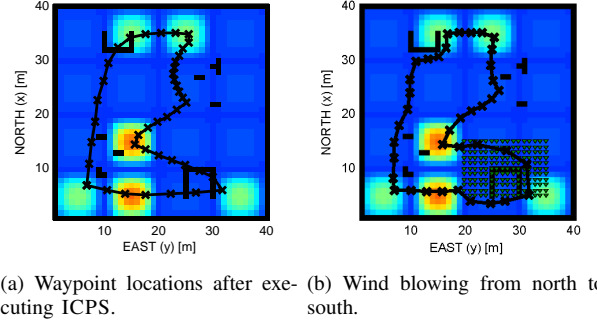 40
30
20
10
NORTH (x) [m]
10 20 30 40
EAST (y) [m]
40
30
20
10
NORTH (x) [m]
10 20 30 40
EAST (y) [m]
(a) Waypoint locations after exe-
cuting ICPS.
(b) Wind blowing from north to
south.